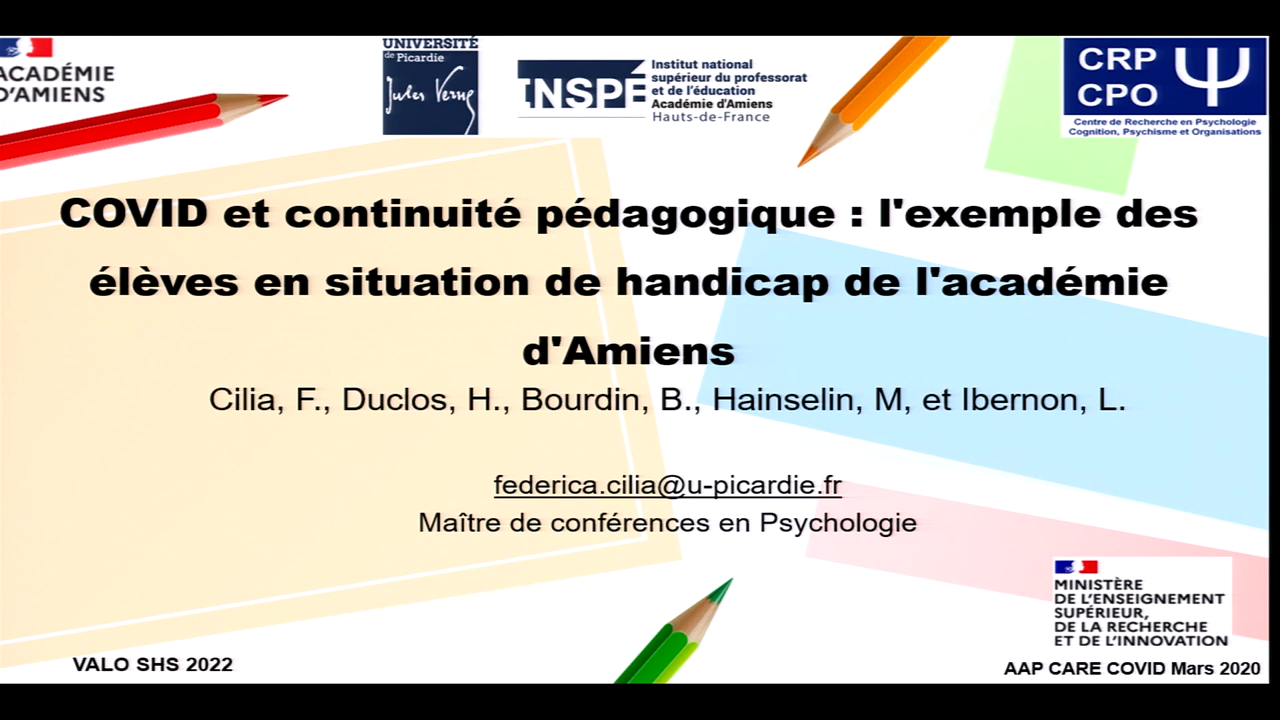 ACADÉMIE
D'AMIENS
UNIVERSITÉ
de Picardie
Jules Verne
INSPÉ
Institut national
supérieur du professorat
et de l'éducation
Académie d'Amiens
Hauts-de-France
CRP
CPO
Centre de Recherche en Psychologie
Cognition, Psychisme et Organisations
COVID et continuité pédagogique : l'exemple des
élèves en situation de handicap de l'académie
d'Amiens
Cilia, F., Duclos, H., Bourdin, B., Hainselin, M, et Ibernon, L.
federica.cilia@u-picardie.fr
Maître de conférences en Psychologie
MINISTÈRE
DE L'ENSEIGNEMENT
SUPÉRIEUR,
DE LA RECHERCHE
ET DE L'INNOVATION
VALO SHS 2022
AAP CARE COVID Mars 2020